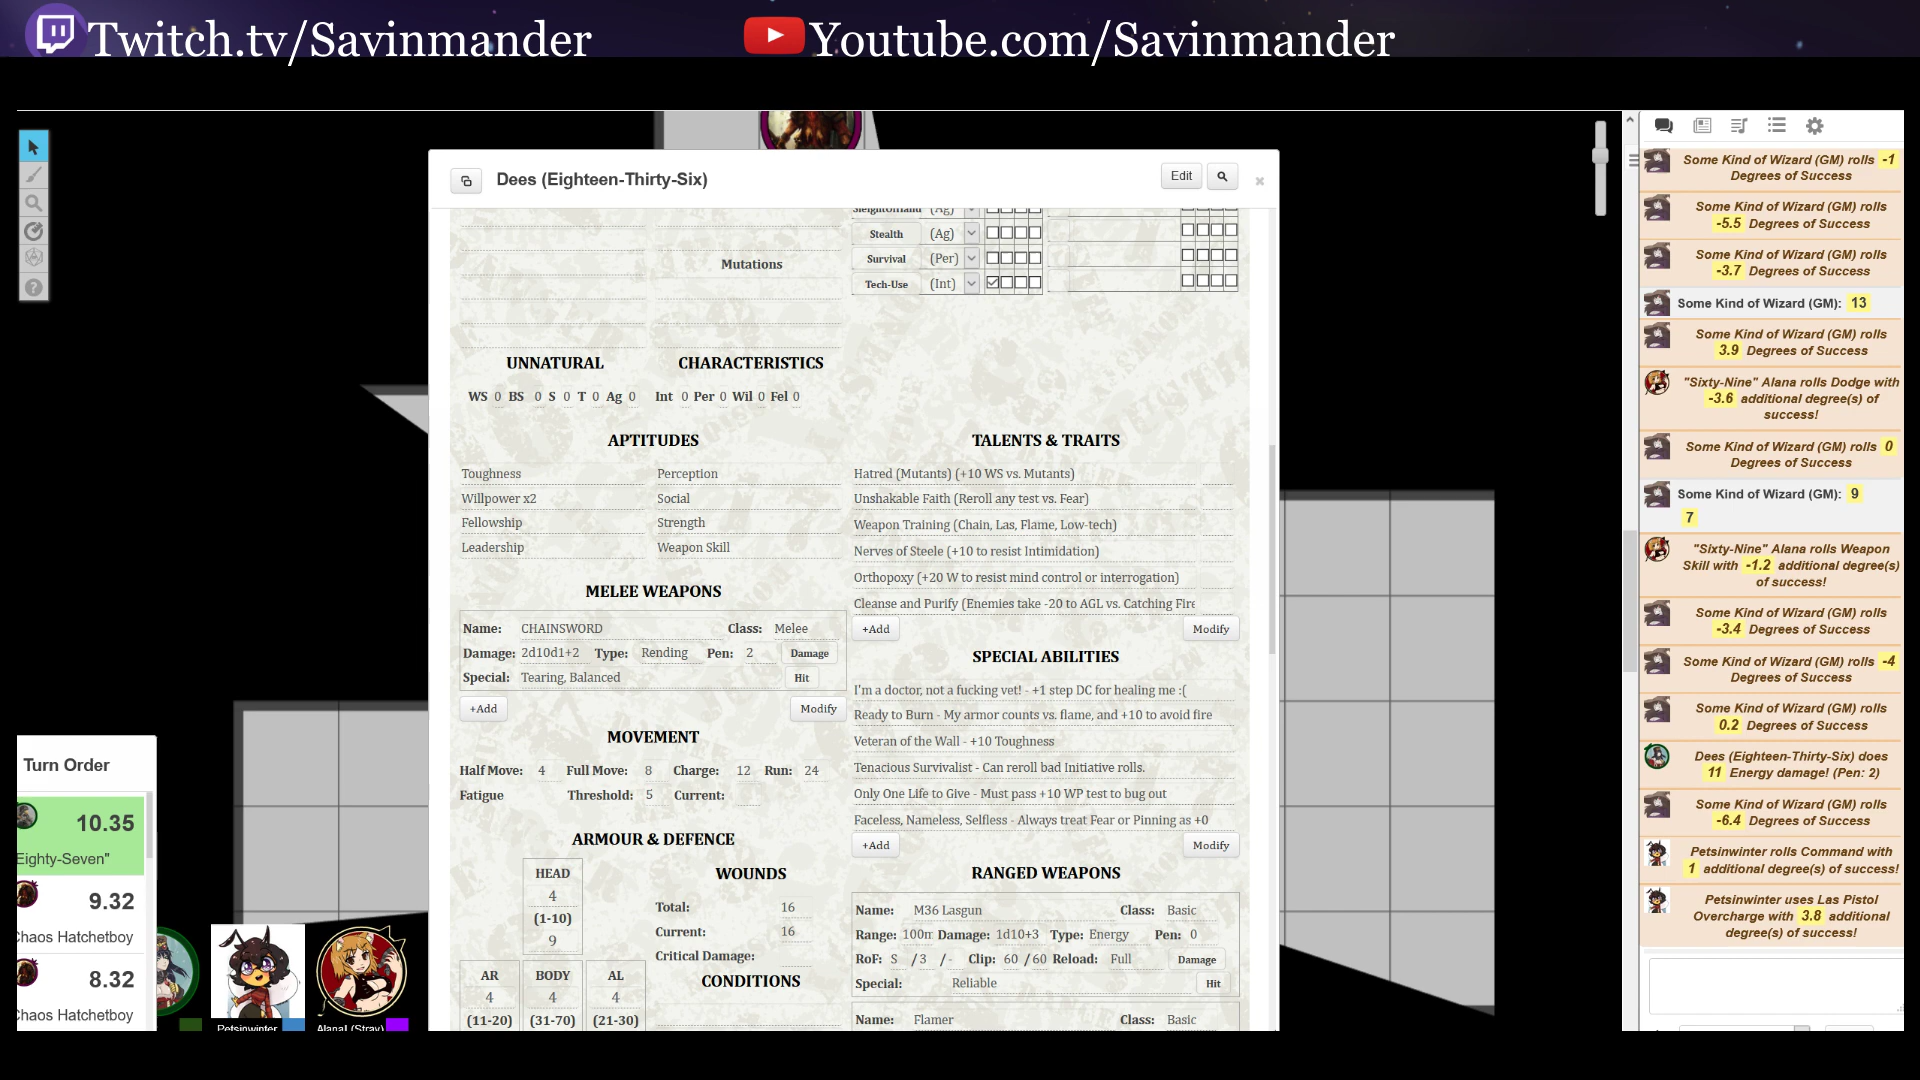 Twitch.tv/Savinmander
Youtube.com/Savinmander
Dees (Eighteen-Thirty-Six)
Edit
(Ag)
Stealth (Ag)
Survival (Per)
Mutations
Tech-Use (Int)
UNNATURAL CHARACTERISTICS
WS 0 BS 0 S 0 T 0 Ag 0 Int 0 Per 0 Wil 0 Fel 0
APTITUDES
Toughness Perception
Willpower x2 Social
Fellowship Strength
Leadership Weapon Skill
MELEE WEAPONS
Name: CHAINSWORD Class: Melee
Damage: 2d10d1+2 Type: Rending Pen: 2 Damage
Special: Tearing, Balanced Hit
+Add Modify
MOVEMENT
Half Move: 4 Full Move: 8 Charge: 12 Run: 24
Fatigue Threshold: 5 Current:
ARMOUR & DEFENCE
HEAD
4
(1-10)
9
AR BODY AL
4 4 4
(11-20) (31-70) (21-30)
WOUNDS
Total: 16
Current: 16
Critical Damage:
CONDITIONS
TALENTS & TRAITS
Hatred (Mutants) (+10 WS vs. Mutants)
Unshakable Faith (Reroll any test vs. Fear)
Weapon Training (Chain, Las, Flame, Low-tech)
Nerves of Steele (+10 to resist Intimidation)
Orthopoxy (+20 W to resist mind control or interrogation)
Cleanse and Purify (Enemies take -20 to AGL vs. Catching Fire
+Add Modify
SPECIAL ABILITIES
I'm a doctor, not a fucking vet! - +1 step DC for healing me :(
Ready to Burn - My armor counts vs. flame, and +10 to avoid fire
Veteran of the Wall - +10 Toughness
Tenacious Survivalist - Can reroll bad Initiative rolls.
Only One Life to Give - Must pass +10 WP test to bug out
Faceless, Nameless, Selfless - Always treat Fear or Pinning as +0
+Add Modify
RANGED WEAPONS
Name: M36 Lasgun Class: Basic
Range: 100m Damage: 1d10+3 Type: Energy Pen: 0
RoF: S / 3 / - Clip: 60 / 60 Reload: Full Damage
Special: Reliable Hit
Name: Flamer Class: Basic
Turn Order
10.35
Eighty-Seven"
9.32
Chaos Hatchetboy
8.32
Chaos Hatchetboy
Petsinwinter
Alana! (Stray)
Some Kind of Wizard (GM) rolls -1
Degrees of Success
Some Kind of Wizard (GM) rolls
-5.5 Degrees of Success
Some Kind of Wizard (GM) rolls
-3.7 Degrees of Success
Some Kind of Wizard (GM): 13
Some Kind of Wizard (GM) rolls
3.9 Degrees of Success
"Sixty-Nine" Alana rolls Dodge with
-3.6 additional degree(s) of
success!
Some Kind of Wizard (GM) rolls 0
Degrees of Success
Some Kind of Wizard (GM): 9
7
"Sixty-Nine" Alana rolls Weapon
Skill with -1.2 additional degree(s)
of success!
Some Kind of Wizard (GM) rolls
-3.4 Degrees of Success
Some Kind of Wizard (GM) rolls -4
Degrees of Success
Some Kind of Wizard (GM) rolls
0.2 Degrees of Success
Dees (Eighteen-Thirty-Six) does
11 Energy damage! (Pen: 2)
Some Kind of Wizard (GM) rolls
-6.4 Degrees of Success
Petsinwinter rolls Command with
1 additional degree(s) of success!
Petsinwinter uses Las Pistol
Overcharge with 3.8 additional
degree(s) of success!